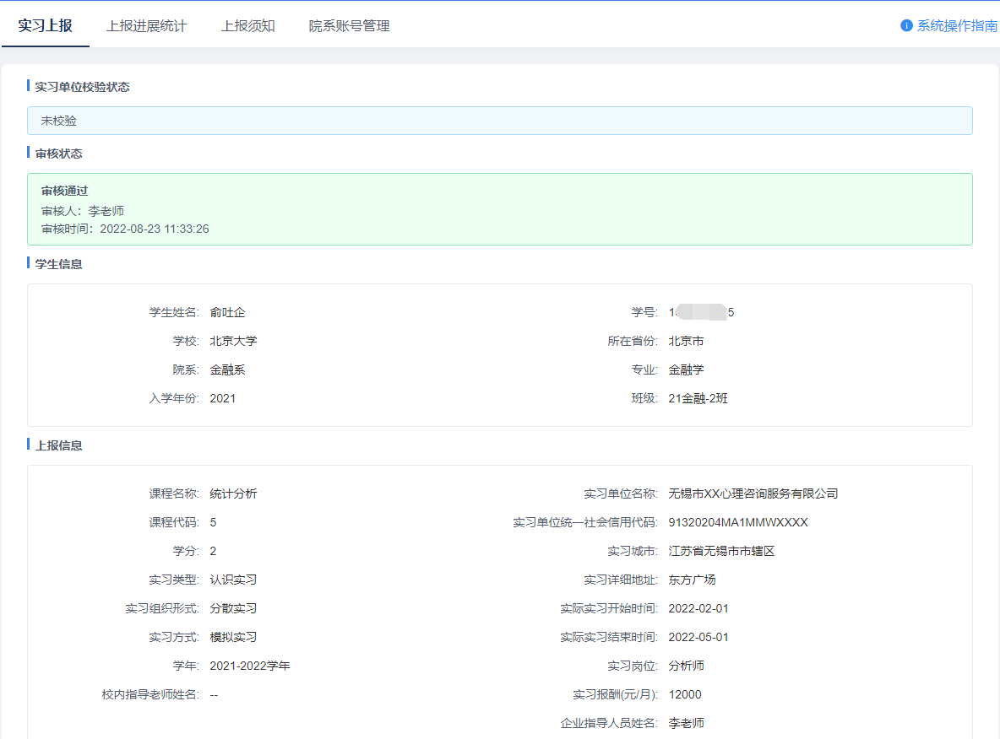 实习上报 上报进展统计 上报须知 院系账号管理 系统操作指南
实习单位校验状态
未校验
审核状态
审核通过
审核人：李老师
审核时间：2022-08-23 11:33:26
学生信息
学生姓名: 俞吐企 学号: 1 5
学校: 北京大学 所在省份: 北京市
院系: 金融系 专业: 金融学
入学年份: 2021 班级: 21金融-2班
上报信息
课程名称: 统计分析 实习单位名称: 无锡市XX心理咨询服务有限公司
课程代码: 5 实习单位统一社会信用代码: 91320204MA1MMWXXXX
学分: 2 实习城市: 江苏省无锡市市辖区
实习类型: 认识实习 实习详细地址: 东方广场
实习组织形式: 分散实习 实际实习开始时间: 2022-02-01
实习方式: 模拟实习 实际实习结束时间: 2022-05-01
学年: 2021-2022学年 实习岗位: 分析师
校内指导老师姓名: -- 实习报酬(元/月): 12000
企业指导人员姓名: 李老师